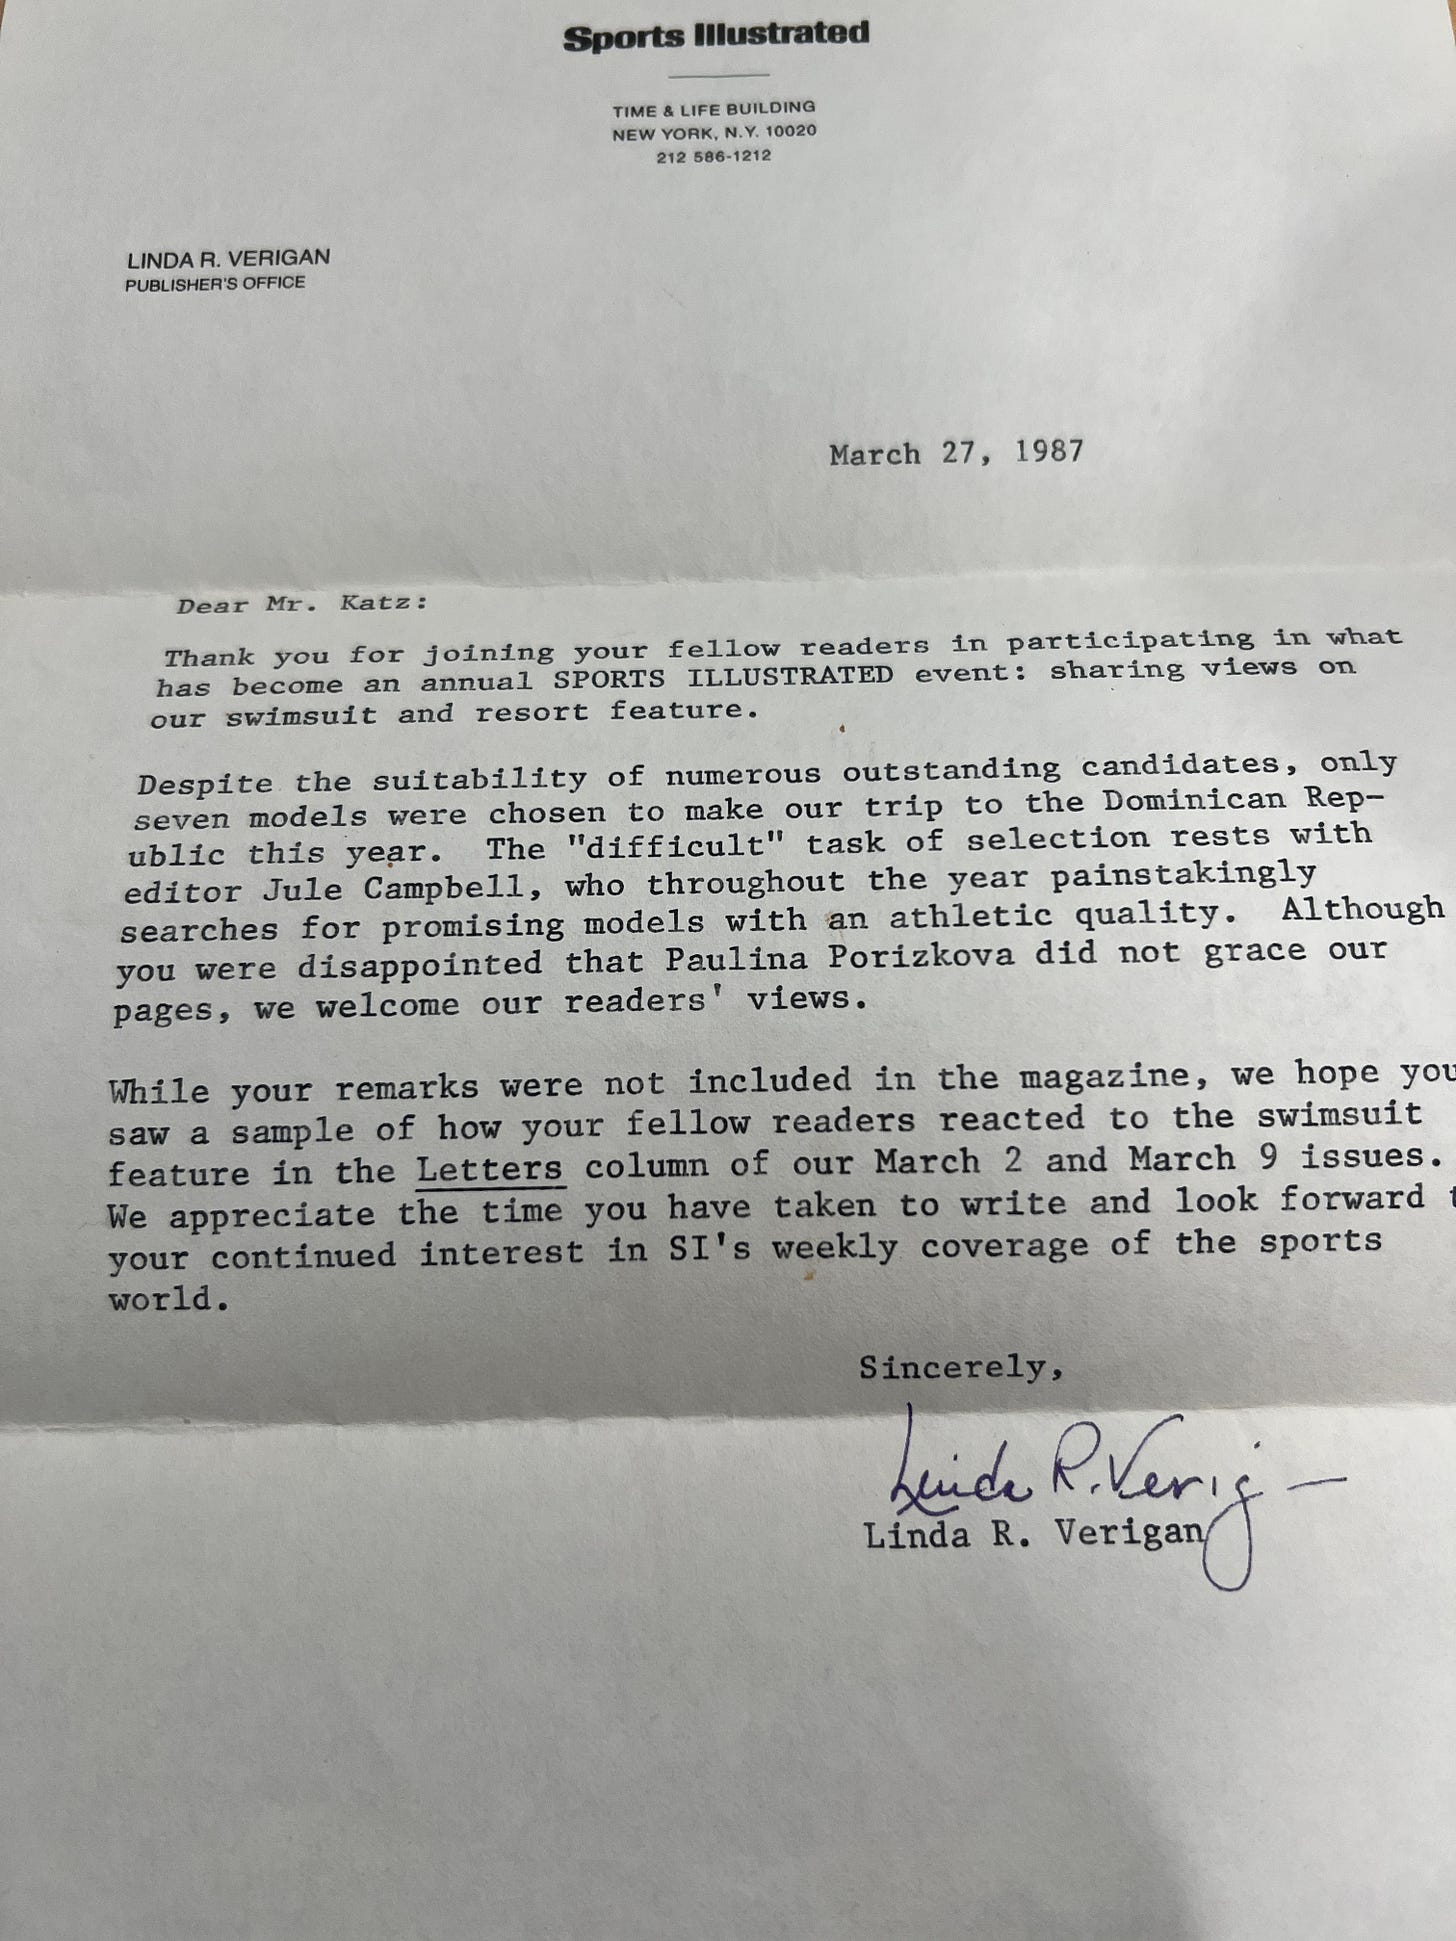 Sports Illustrated
TIME & LIFE BUILDING
NEW YORK, N.Y. 10020
212 586-1212
LINDA R. VERIGAN
PUBLISHER'S OFFICE
March 27, 1987
Dear Mr. Katz:
Thank you for joining your fellow readers in participating in what
has become an annual SPORTS ILLUSTRATED event: sharing views on
our swimsuit and resort feature.
Despite the suitability of numerous outstanding candidates, only
seven models were chosen to make our trip to the Dominican Rep-
ublic this year. The "difficult" task of selection rests with
editor Jule Campbell, who throughout the year painstakingly
searches for promising models with an athletic quality. Although
you were disappointed that Paulina Porizkova did not grace our
pages, we welcome our readers' views.
While your remarks were not included in the magazine, we hope you
saw a sample of how your fellow readers reacted to the swimsuit
feature in the Letters column of our March 2 and March 9 issues.
We appreciate the time you have taken to write and look forward t
your continued interest in SI's weekly coverage of the sports
world.
Sincerely,
Linda R. Verig
Linda R. Verigan